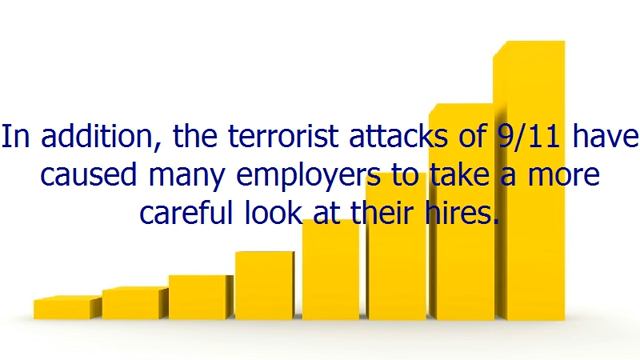 In addition, the terrorist attacks of 9/11 have
caused many employers to take a more
careful look at their hires.